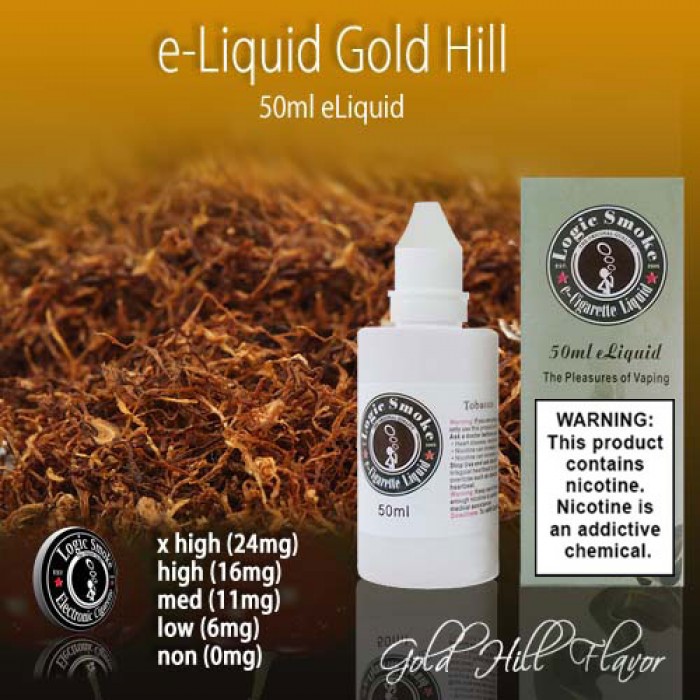 e-Liquid Gold Hill
50ml eLiquid
Logic Smoke
e-Cigarette Liquid
50ml eLiquid
The Pleasures of Vaping
WARNING:
This product
contains
nicotine.
Nicotine is
an addictive
chemical.
Tobacco
Logic Smoke
e-Cigarette Liquid
50ml
Logic Smoke
Electronic Cigarettes
x high (24mg)
high (16mg)
med (11mg)
low (6mg)
non (0mg)
Gold Hill Flavor